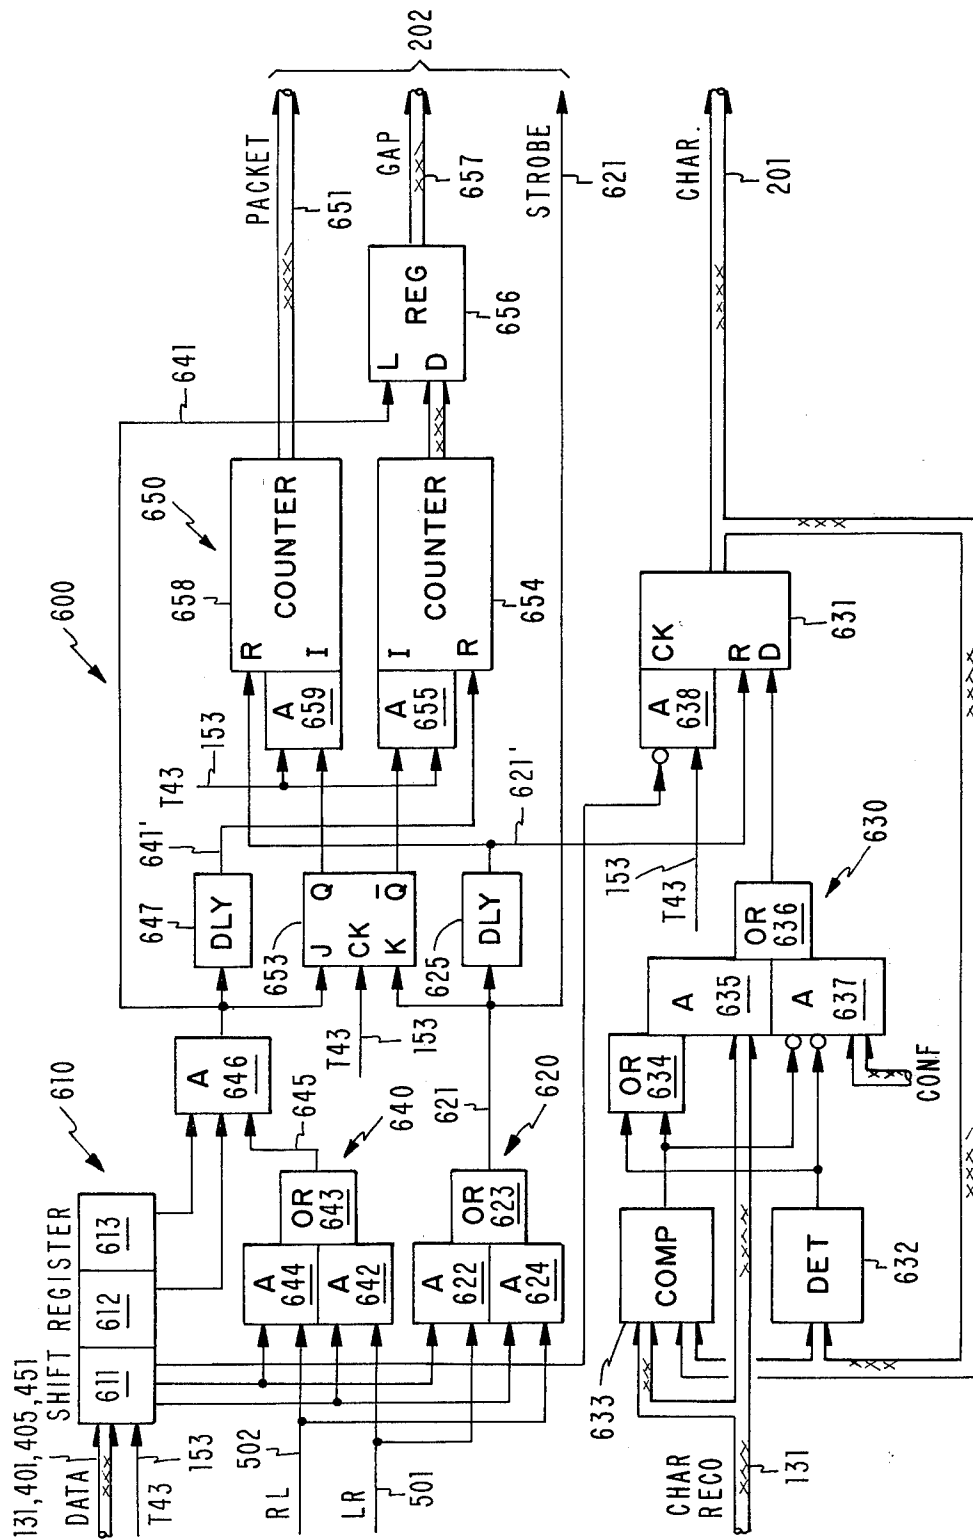 600
610
131,401,405,451
SHIFT REGISTER
DATA
T43
153
611
612
613
RL
502
LR
501
A
644
A
642
OR
643
640
645
A
622
A
624
OR
623
620
621
A
646
647
DLY
641'
641
653
J
Q
CK
K
Q
T43
153
625
DLY
621'
T43
153
A
659
A
655
650
658
R
COUNTER
I
I
COUNTER
R
654
L
REG
D
656
PACKET
651
GAP
657
STROBE
621
202
CHAR
RECO
131
633
COMP
DET
632
OR
634
A
635
A
637
OR
636
630
CONF
T43
153
A
638
CK
R
D
631
CHAR.
201